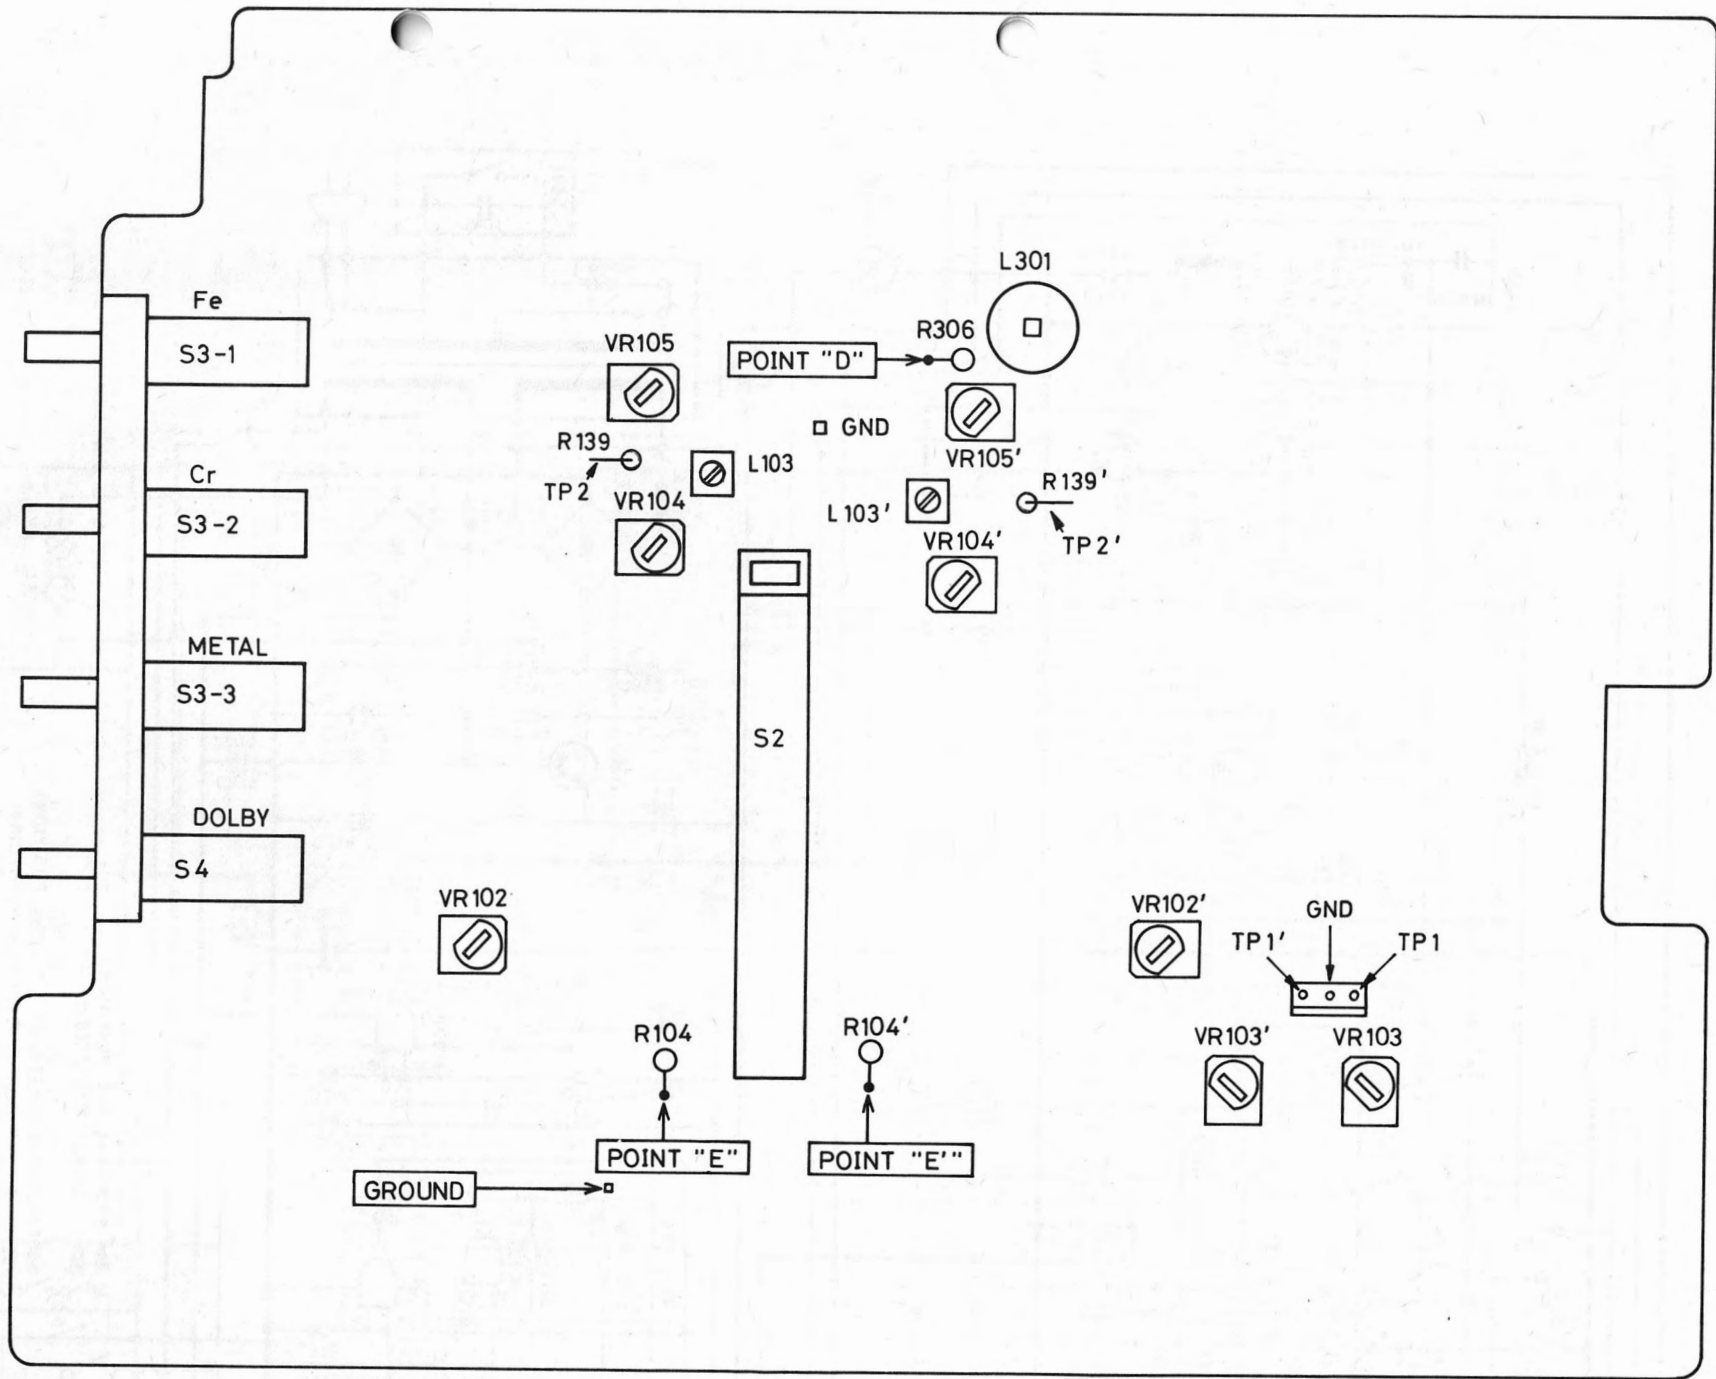 L301
Fe
S3-1
VR105
R306
POINT "D"
GND
VR105'
R139
TP2
L103
Cr
S3-2
VR104
L103'
R139'
TP2'
VR104'
METAL
S3-3
S2
DOLBY
S4
VR102
VR102'
GND
TP1'
TP1
R104
R104'
VR103'
VR103
POINT "E"
POINT "E'"
GROUND